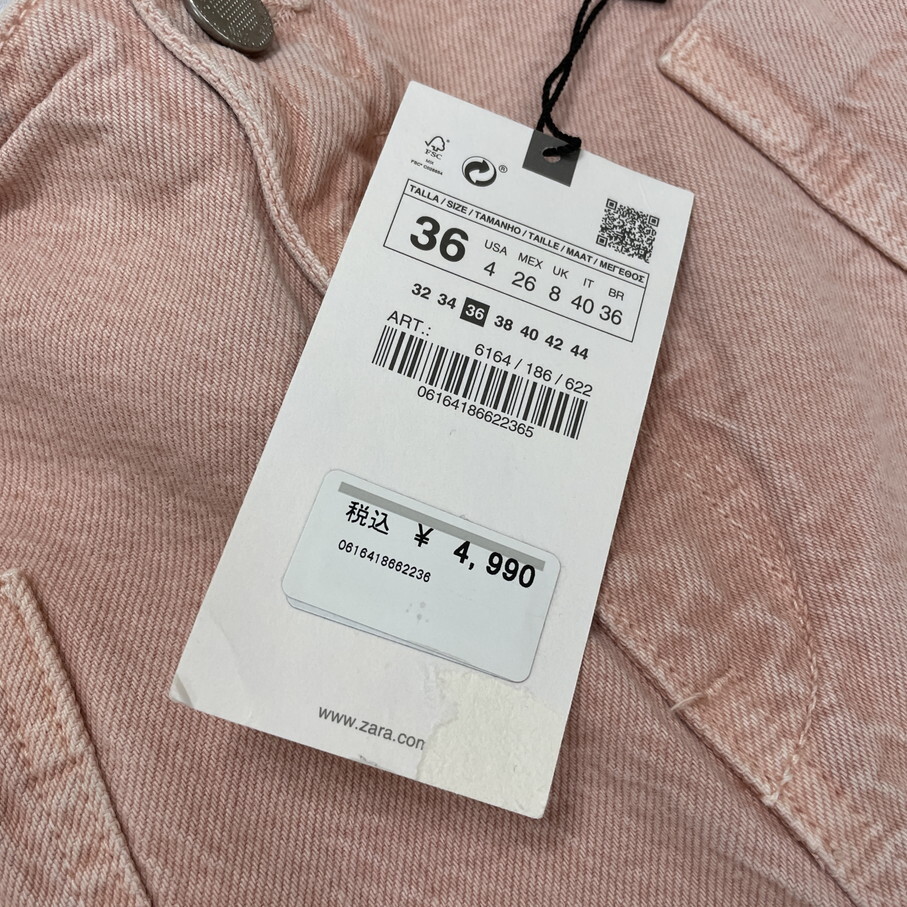 FSC
MIX
®
TALLA / SIZE / TAMANHO / TAILLE / MAAT / ΜΕΓΕΘΟΣ
36
USA MEX UK IT BR
4 26 8 40 36
32 34 36 38 40 42 44
ART.:
6164 / 186 / 622
06164186622365
税込 ¥ 4,990
0616418662236
www.zara.com